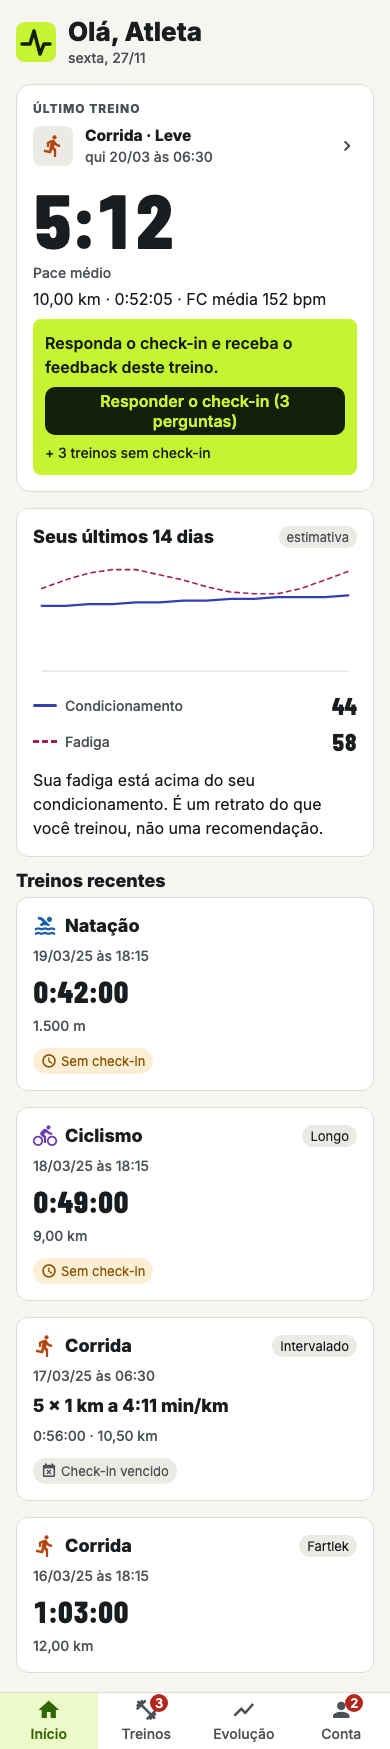 Olá, Atleta
sexta, 27/11
ÚLTIMO TREINO
Corrida · Leve
qui 20/03 às 06:30
5:12
Pace médio
10,00 km · 0:52:05 · FC média 152 bpm
Responda o check-in e receba o
feedback deste treino.
Responder o check-in (3
perguntas)
+ 3 treinos sem check-in
Seus últimos 14 dias
estimativa
Condicionamento
44
Fadiga
58
Sua fadiga está acima do seu
condicionamento. É um retrato do que
você treinou, não uma recomendação.
Treinos recentes
Natação
19/03/25 às 18:15
0:42:00
1.500 m
Sem check-in
Ciclismo
Longo
18/03/25 às 18:15
0:49:00
9,00 km
Sem check-in
Corrida
Intervalado
17/03/25 às 06:30
5 × 1 km a 4:11 min/km
0:56:00 · 10,50 km
Check-in vencido
Corrida
Fartlek
16/03/25 às 18:15
1:03:00
12,00 km
3
2
Início
Treinos
Evolução
Conta